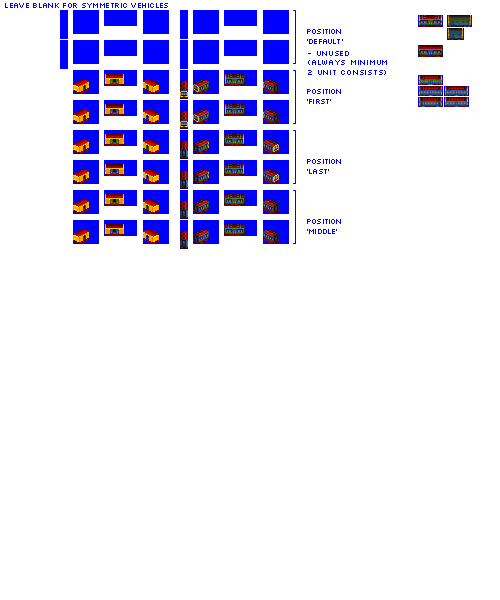 LEAVE BLANK FOR SYMMETRIC VEHICLES
POSITION
'DEFAULT'
- UNUSED
(ALWAYS MINIMUM
2 UNIT CONSISTS)
POSITION
'FIRST'
POSITION
'LAST'
POSITION
'MIDDLE'